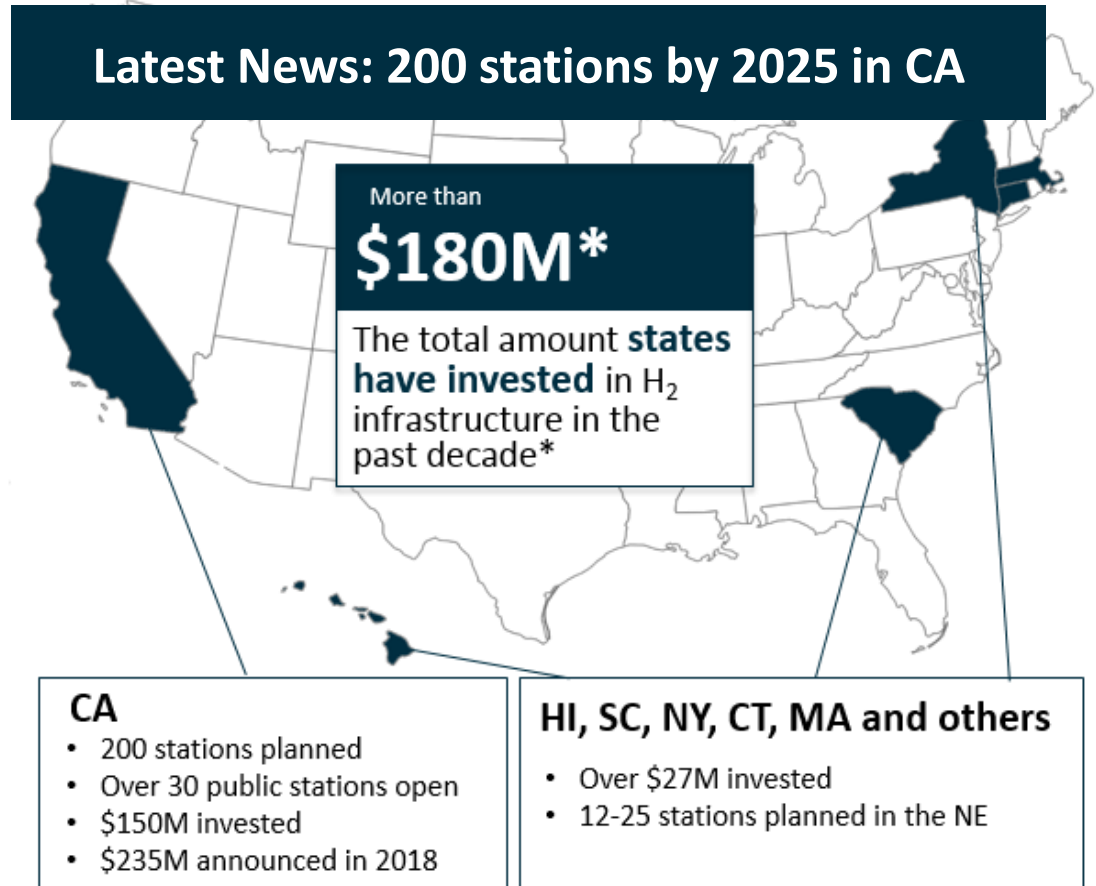 Latest News: 200 stations by 2025 in CA
More than
$180M*
The total amount states
have invested in H₂
infrastructure in the
past decade*
CA
• 200 stations planned
• Over 30 public stations open
• $150M invested
• $235M announced in 2018
HI, SC, NY, CT, MA and others
• Over $27M invested
• 12-25 stations planned in the NE